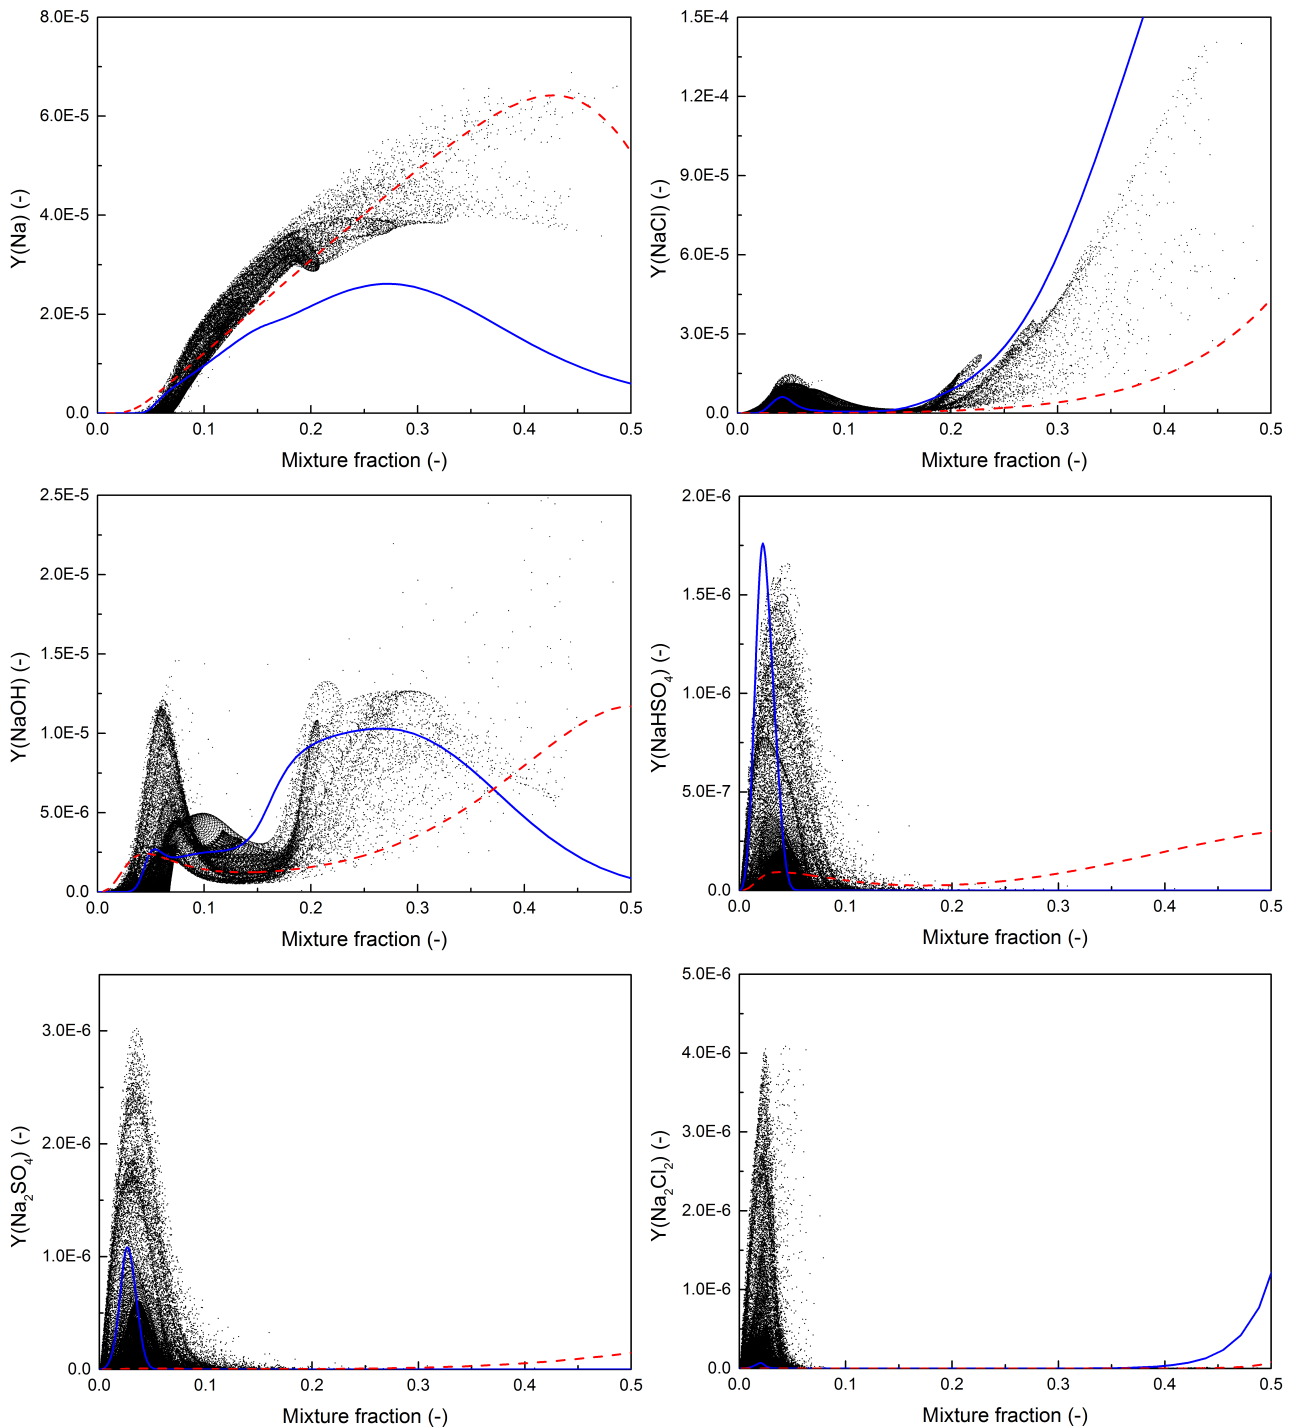 8.0E-5
6.0E-5
4.0E-5
2.0E-5
0.0
Y(Na) (-)
0.0 0.1 0.2 0.3 0.4 0.5
Mixture fraction (-)
1.5E-4
1.2E-4
9.0E-5
6.0E-5
3.0E-5
0.0
Y(NaCl) (-)
0.0 0.1 0.2 0.3 0.4 0.5
Mixture fraction (-)
2.5E-5
2.0E-5
1.5E-5
1.0E-5
5.0E-6
0.0
Y(NaOH) (-)
0.0 0.1 0.2 0.3 0.4 0.5
Mixture fraction (-)
2.0E-6
1.5E-6
1.0E-6
5.0E-7
0.0
Y(NaHSO₄) (-)
0.0 0.1 0.2 0.3 0.4 0.5
Mixture fraction (-)
3.0E-6
2.0E-6
1.0E-6
0.0
Y(Na₂SO₄) (-)
0.0 0.1 0.2 0.3 0.4 0.5
Mixture fraction (-)
5.0E-6
4.0E-6
3.0E-6
2.0E-6
1.0E-6
0.0
Y(Na₂Cl₂) (-)
0.0 0.1 0.2 0.3 0.4 0.5
Mixture fraction (-)